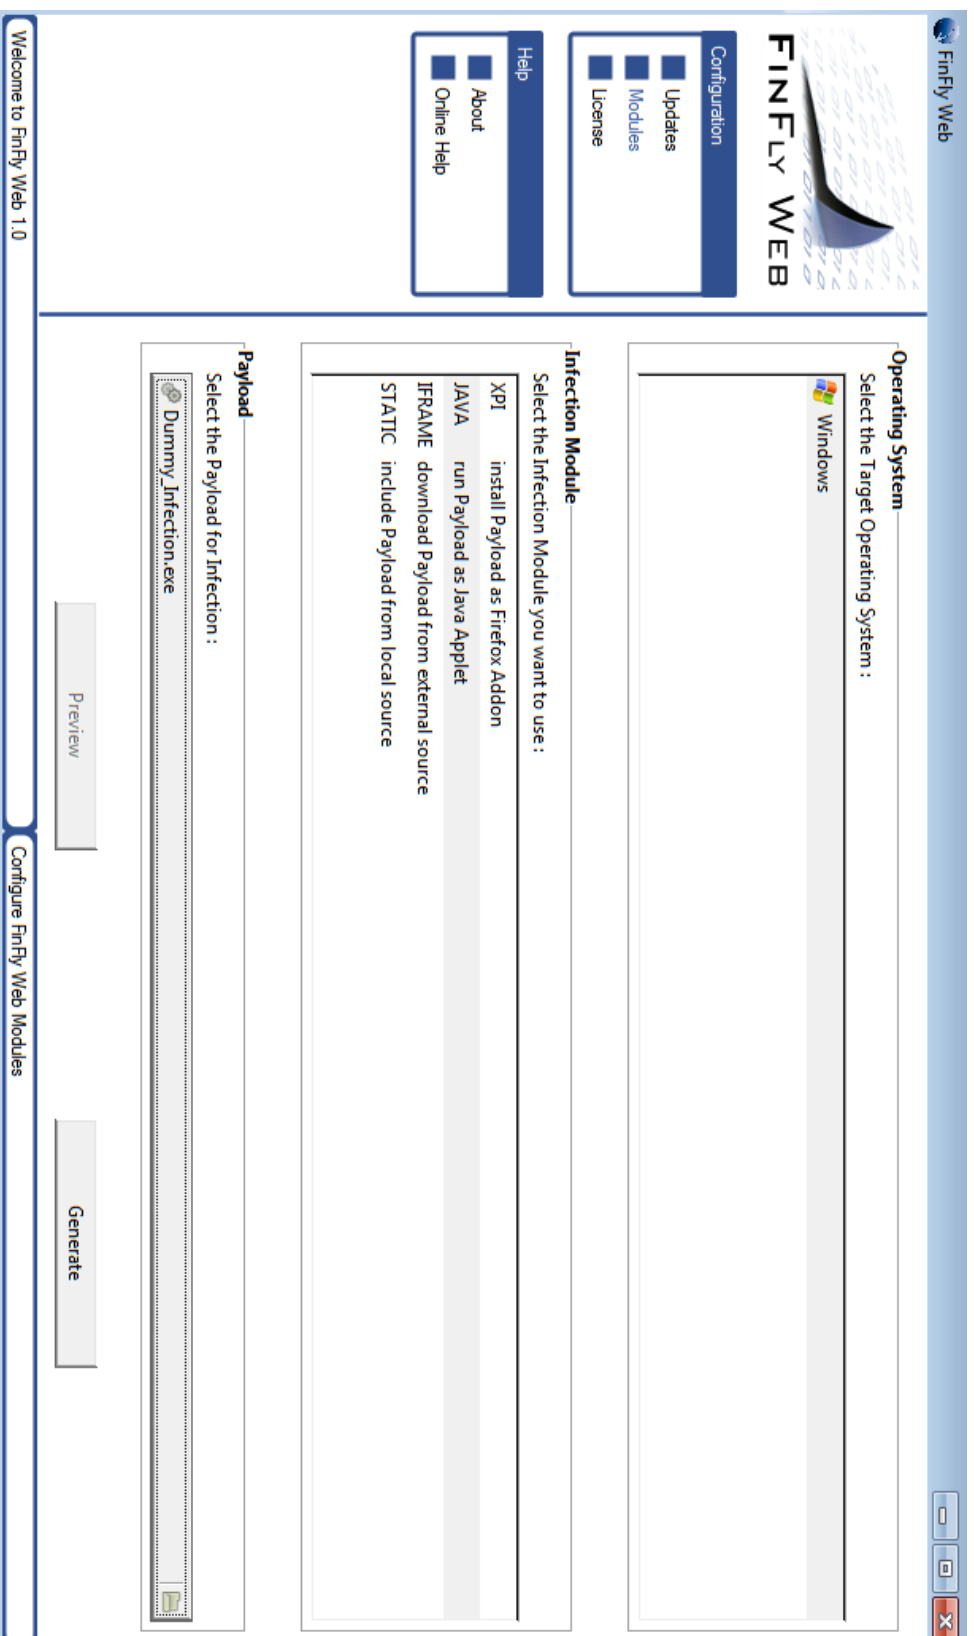 FinFly Web
FINFLY WEB
Configuration
Updates
Modules
License
Help
About
Online Help
Operating System
Select the Target Operating System :
Windows
Infection Module
Select the Infection Module you want to use :
XPI install Payload as Firefox Addon
JAVA run Payload as Java Applet
IFRAME download Payload from external source
STATIC include Payload from local source
Payload
Select the Payload for Infection :
Dummy_Infection.exe
Preview
Generate
Welcome to FinFly Web 1.0
Configure FinFly Web Modules